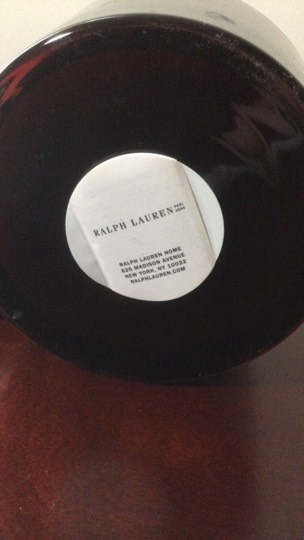 RALPH LAUREN
RALPH LAUREN HOME
625 MADISON AVENUE
NEW YORK, NY 10022
RALPHLAUREN.COM